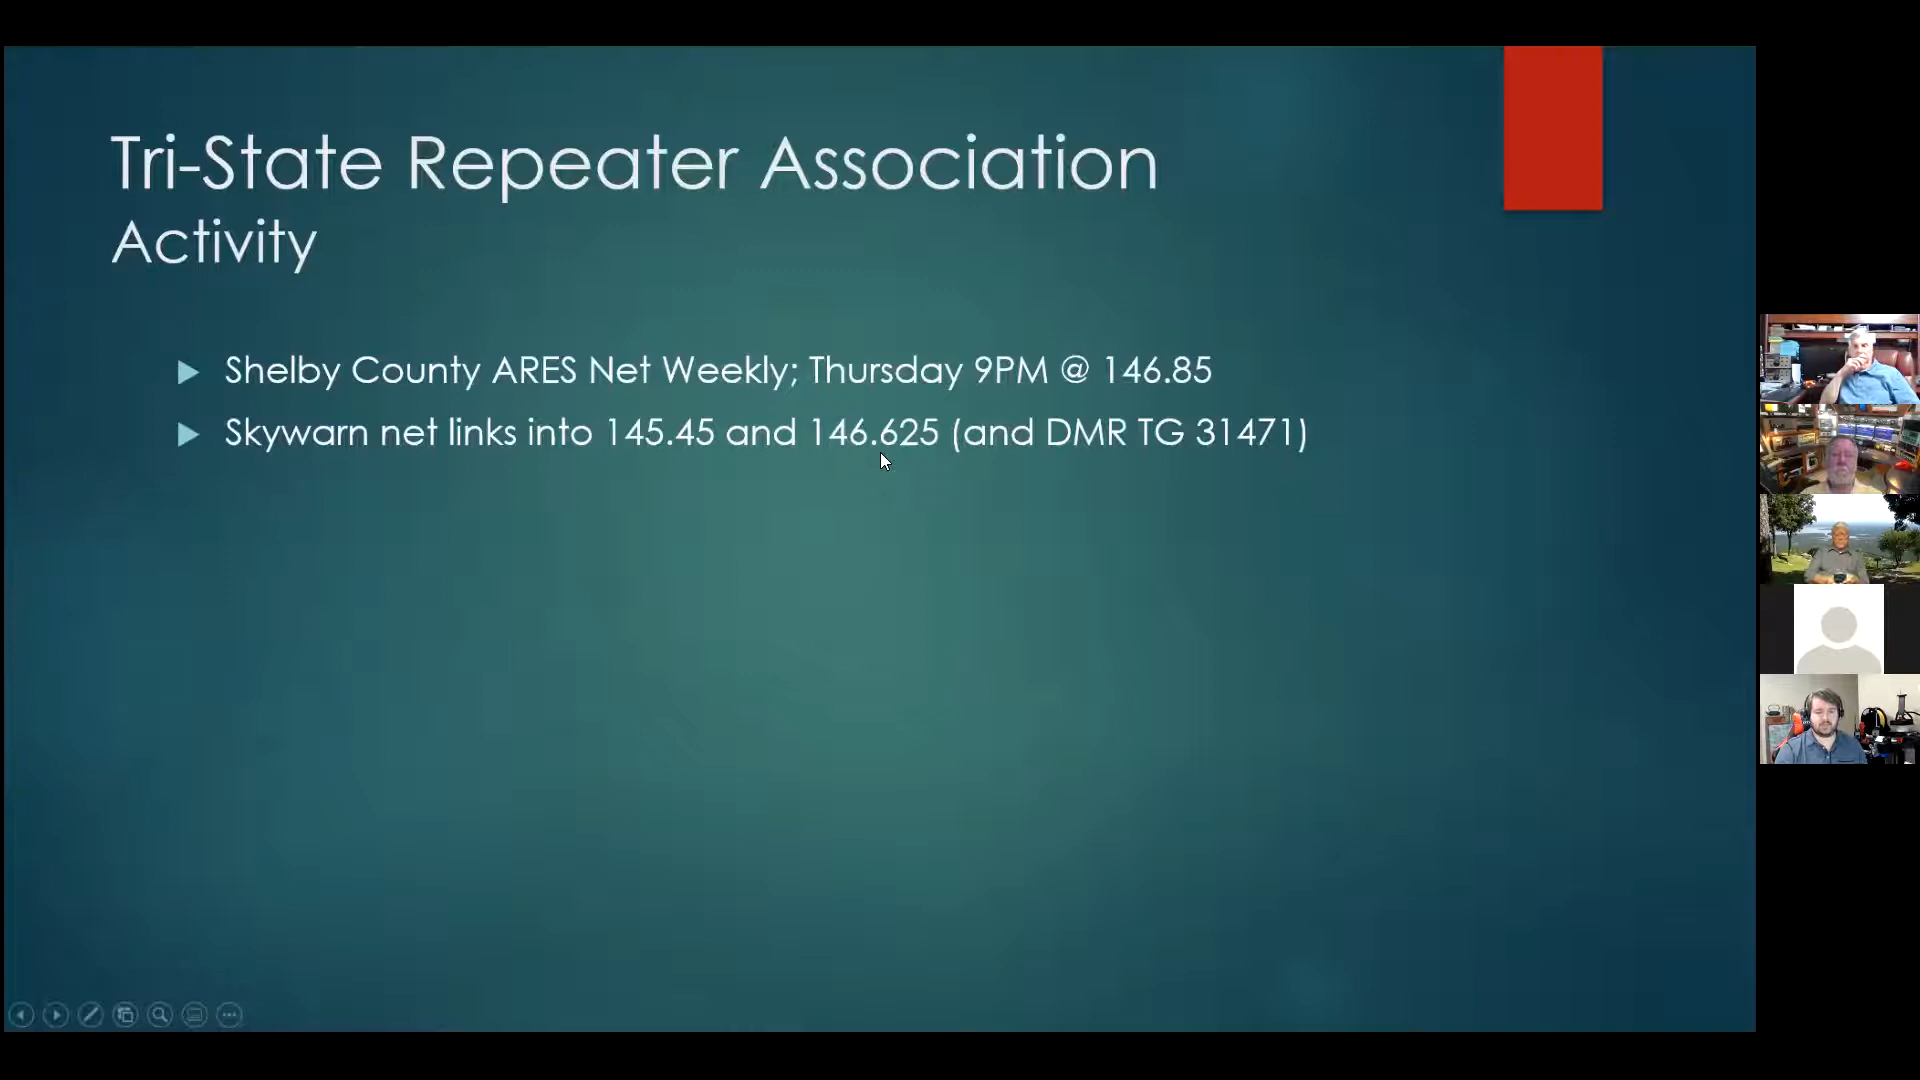 Tri-State Repeater Association
Activity
Shelby County ARES Net Weekly; Thursday 9PM @ 146.85
Skywarn net links into 145.45 and 146.625 (and DMR TG 31471)